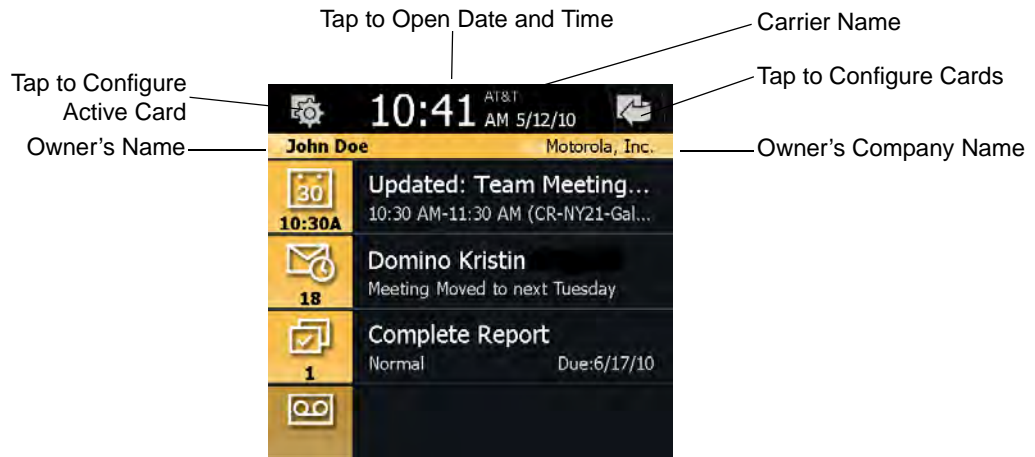 Tap to Open Date and Time
Carrier Name
Tap to Configure Cards
Tap to Configure
Active Card
Owner's Name
Owner's Company Name
10:41
AT&T
AM 5/12/10
John Doe
Motorola, Inc.
30
10:30A
Updated: Team Meeting...
10:30 AM-11:30 AM (CR-NY21-Gal...
18
Domino Kristin
Meeting Moved to next Tuesday
1
Complete Report
Normal
Due:6/17/10